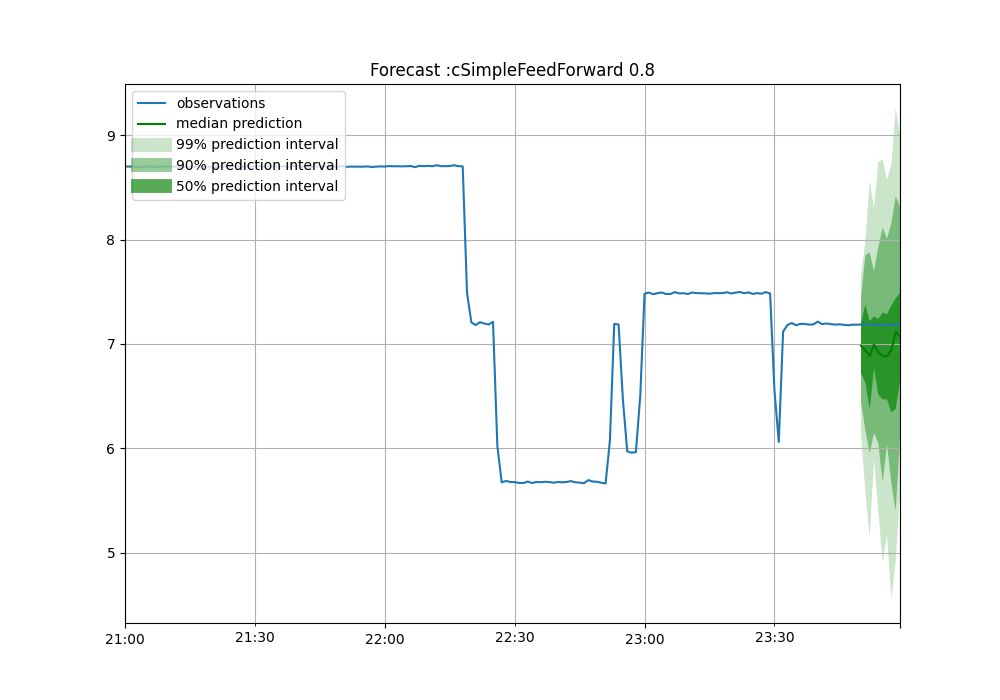 Forecast :cSimpleFeedForward 0.8
observations
median prediction
99% prediction interval
90% prediction interval
50% prediction interval
9
8
7
6
5
21:00
21:30
22:00
22:30
23:00
23:30